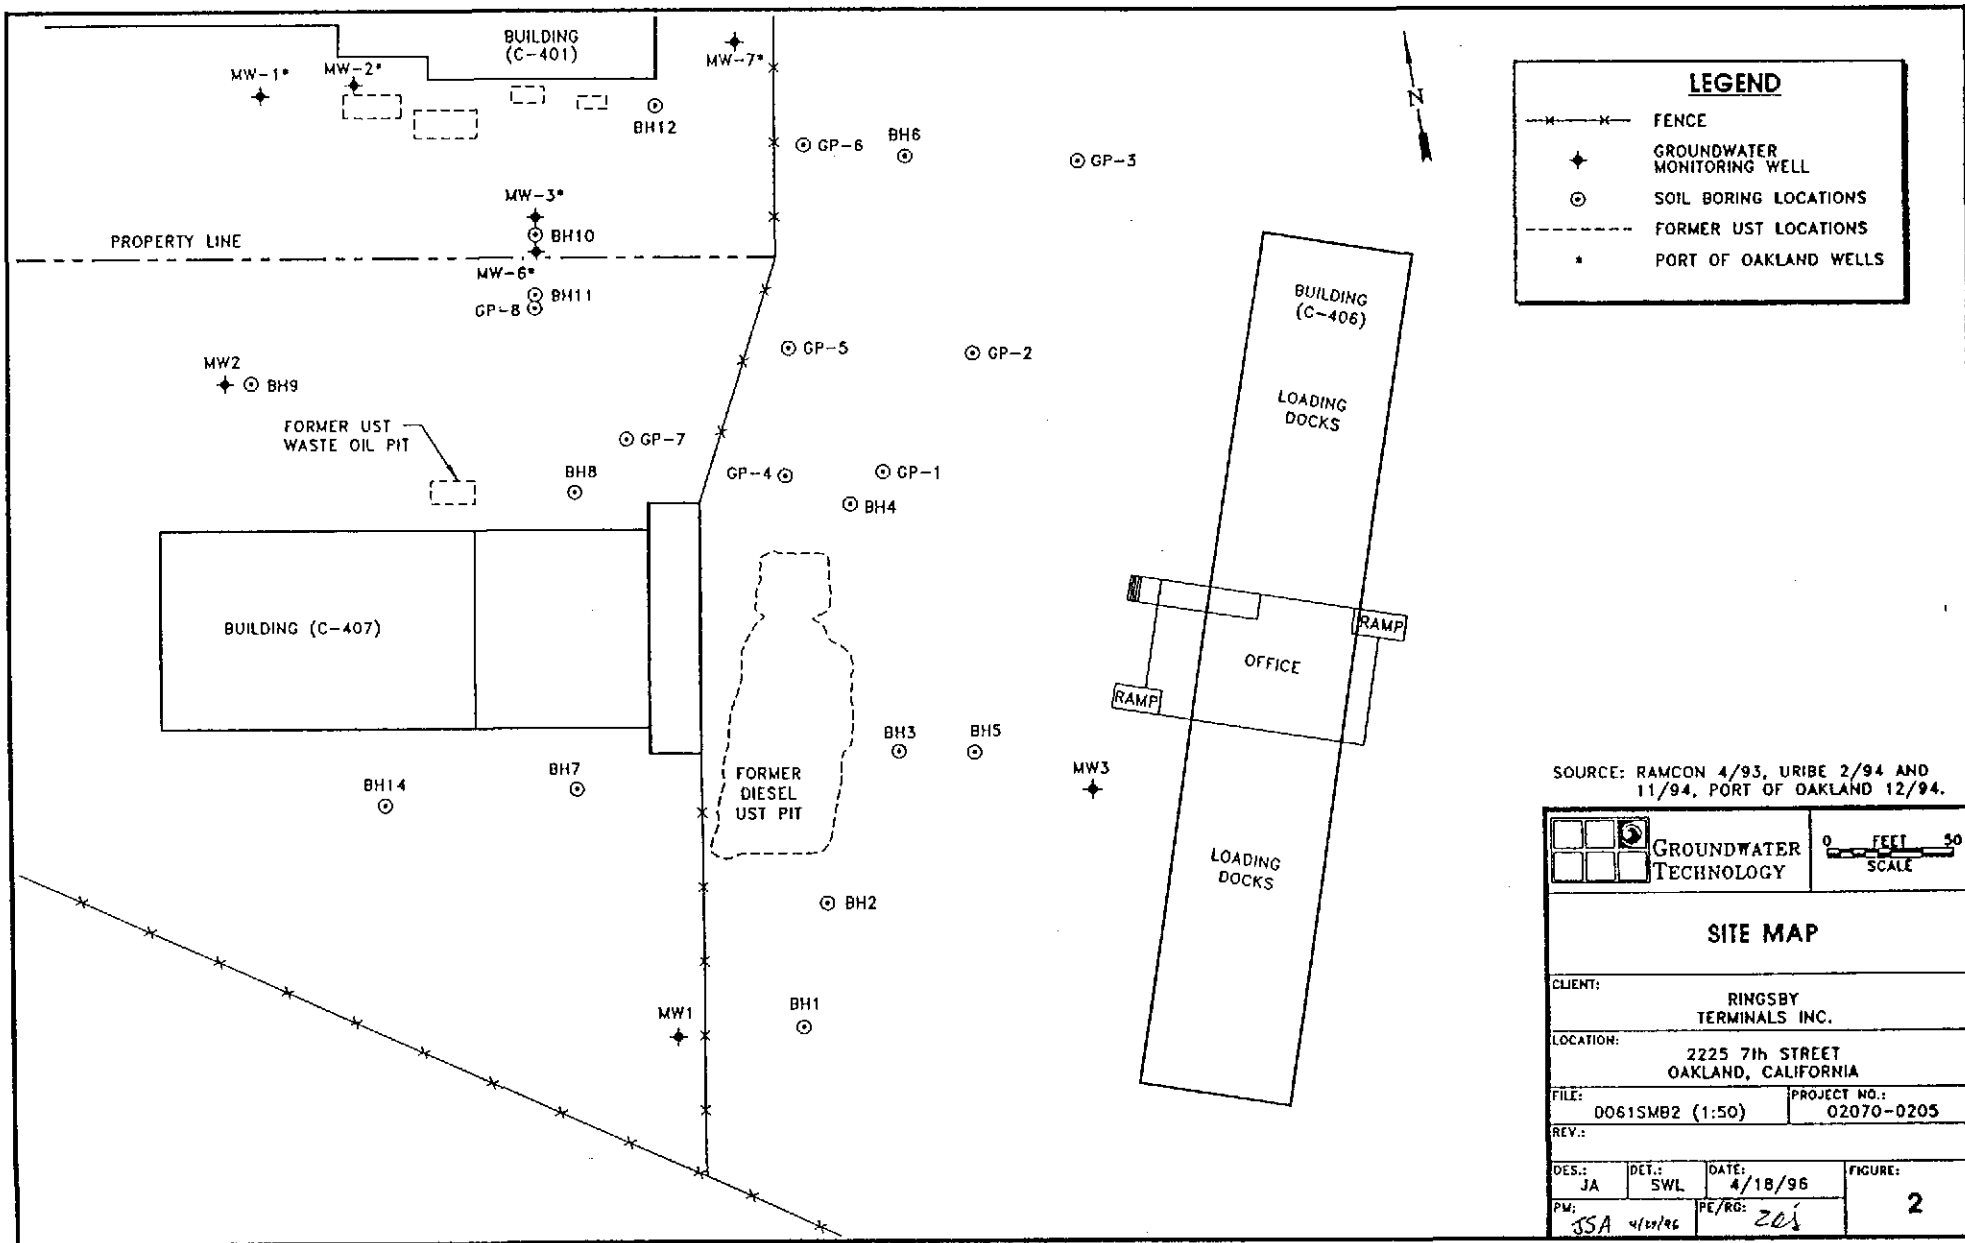 BUILDING
(C-401)
MW-1*
MW-2*
MW-7*
BH12
GP-6
BH6
GP-3
N
MW-3*
BH10
PROPERTY LINE
MW-6*
BH11
GP-8
GP-5
GP-2
MW2
BH9
FORMER UST
WASTE OIL PIT
GP-7
BH8
GP-4
GP-1
BH4
BUILDING
(C-406)
LOADING
DOCKS
BUILDING (C-407)
RAMP
OFFICE
RAMP
BH3
BH5
MW3
BH14
BH7
FORMER
DIESEL
UST PIT
LOADING
DOCKS
BH2
MW1
BH1
LEGEND
FENCE
GROUNDWATER
MONITORING WELL
SOIL BORING LOCATIONS
FORMER UST LOCATIONS
* PORT OF OAKLAND WELLS
SOURCE: RAMCON 4/93, URIBE 2/94 AND
11/94, PORT OF OAKLAND 12/94.
GROUNDWATER
TECHNOLOGY
0 FEET 50
SCALE
SITE MAP
CLIENT:
RINGSBY
TERMINALS INC.
LOCATION:
2225 7th STREET
OAKLAND, CALIFORNIA
FILE:
D061SMB2 (1:50)
PROJECT NO.:
02070-0205
REV.:
DES.:
JA
DET.:
SWL
DATE:
4/18/96
FIGURE:
2
PM:
JSA
PE/RG: